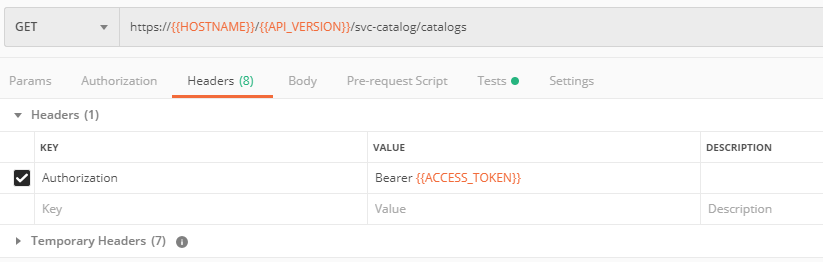 GET https://{{HOSTNAME}}/{{API_VERSION}}/svc-catalog/catalogs
Params Authorization Headers (8) Body Pre-request Script Tests Settings
Headers (1)
KEY VALUE DESCRIPTION
Authorization Bearer {{ACCESS_TOKEN}}
Key Value Description
Temporary Headers (7) i